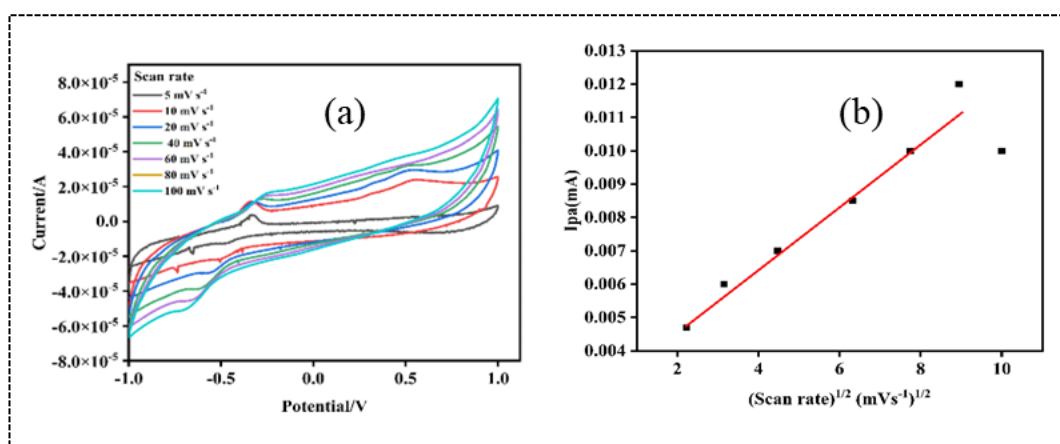 Scan rate
5 mV s⁻¹
10 mV s⁻¹
20 mV s⁻¹
40 mV s⁻¹
60 mV s⁻¹
80 mV s⁻¹
100 mV s⁻¹
(a)
8.0×10⁻⁵
6.0×10⁻⁵
4.0×10⁻⁵
2.0×10⁻⁵
0.0
-2.0×10⁻⁵
-4.0×10⁻⁵
-6.0×10⁻⁵
-8.0×10⁻⁵
Current/A
-1.0 -0.5 0.0 0.5 1.0
Potential/V
(b)
0.013
0.012
0.011
0.010
0.009
0.008
0.007
0.006
0.005
0.004
Ipa(mA)
2 4 6 8 10
(Scan rate)¹/² (mVs⁻¹)¹/²